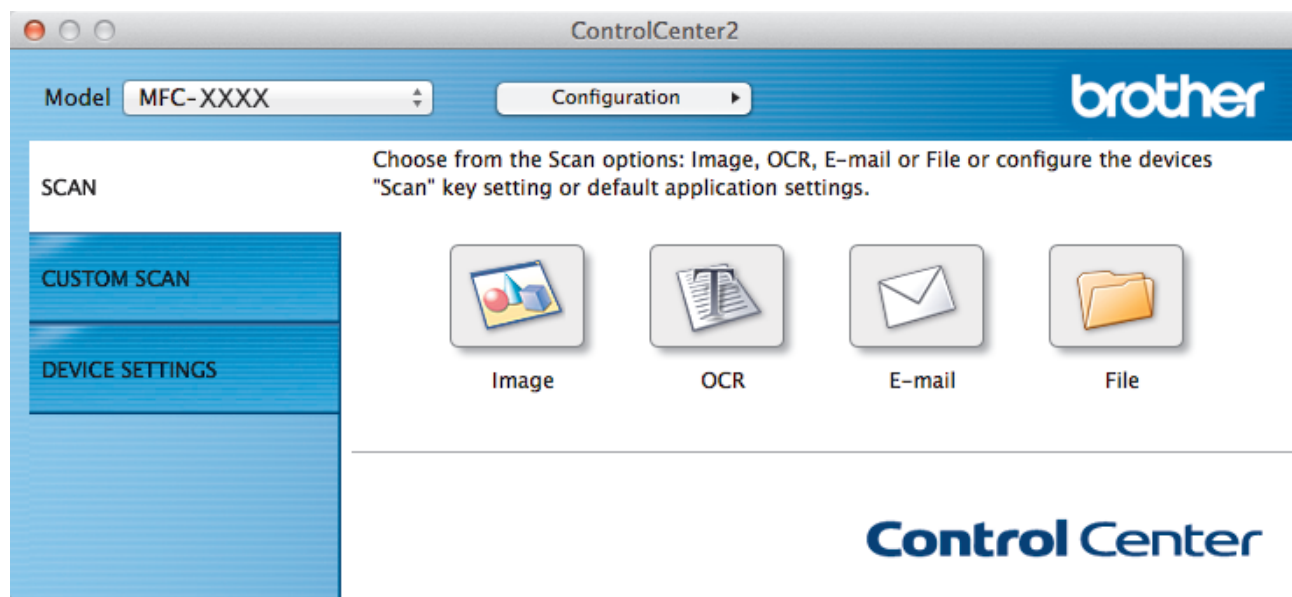 ControlCenter2
Model MFC-XXXX Configuration brother
Choose from the Scan options: Image, OCR, E-mail or File or configure the devices
"Scan" key setting or default application settings.
SCAN
CUSTOM SCAN
DEVICE SETTINGS
Image OCR E-mail File
Control Center